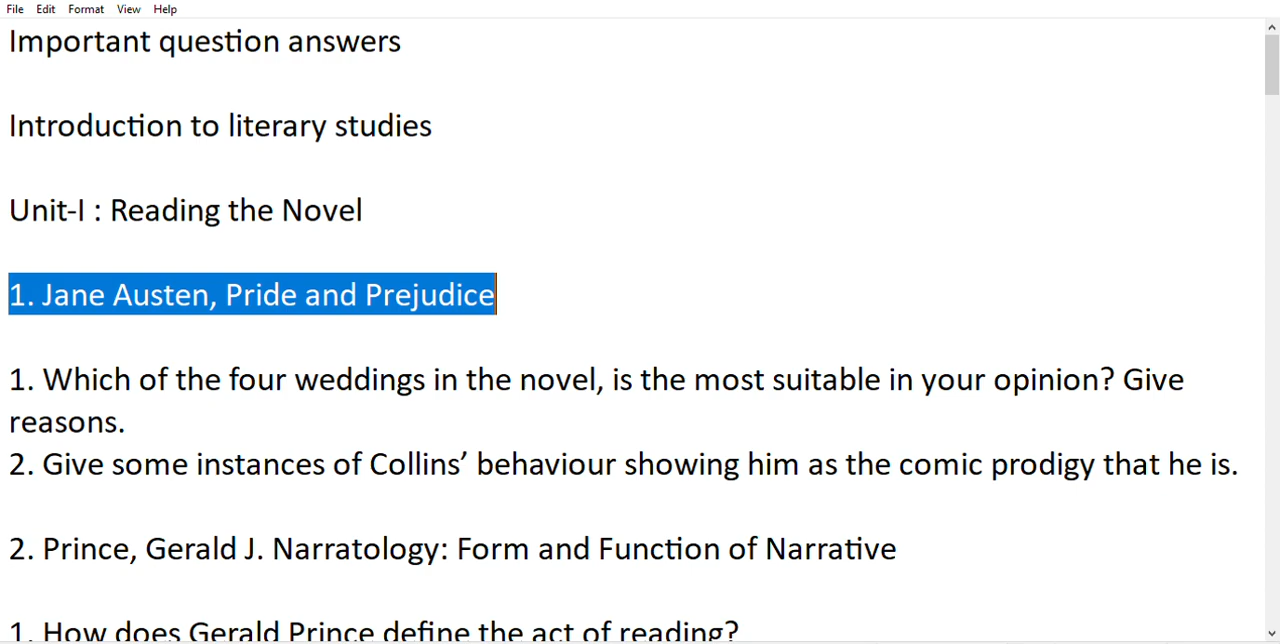 File Edit Format View Help
Important question answers
Introduction to literary studies
Unit-I : Reading the Novel
1. Jane Austen, Pride and Prejudice
1. Which of the four weddings in the novel, is the most suitable in your opinion? Give
reasons.
2. Give some instances of Collins’ behaviour showing him as the comic prodigy that he is.
2. Prince, Gerald J. Narratology: Form and Function of Narrative
1. How does Gerald Prince define the act of reading?